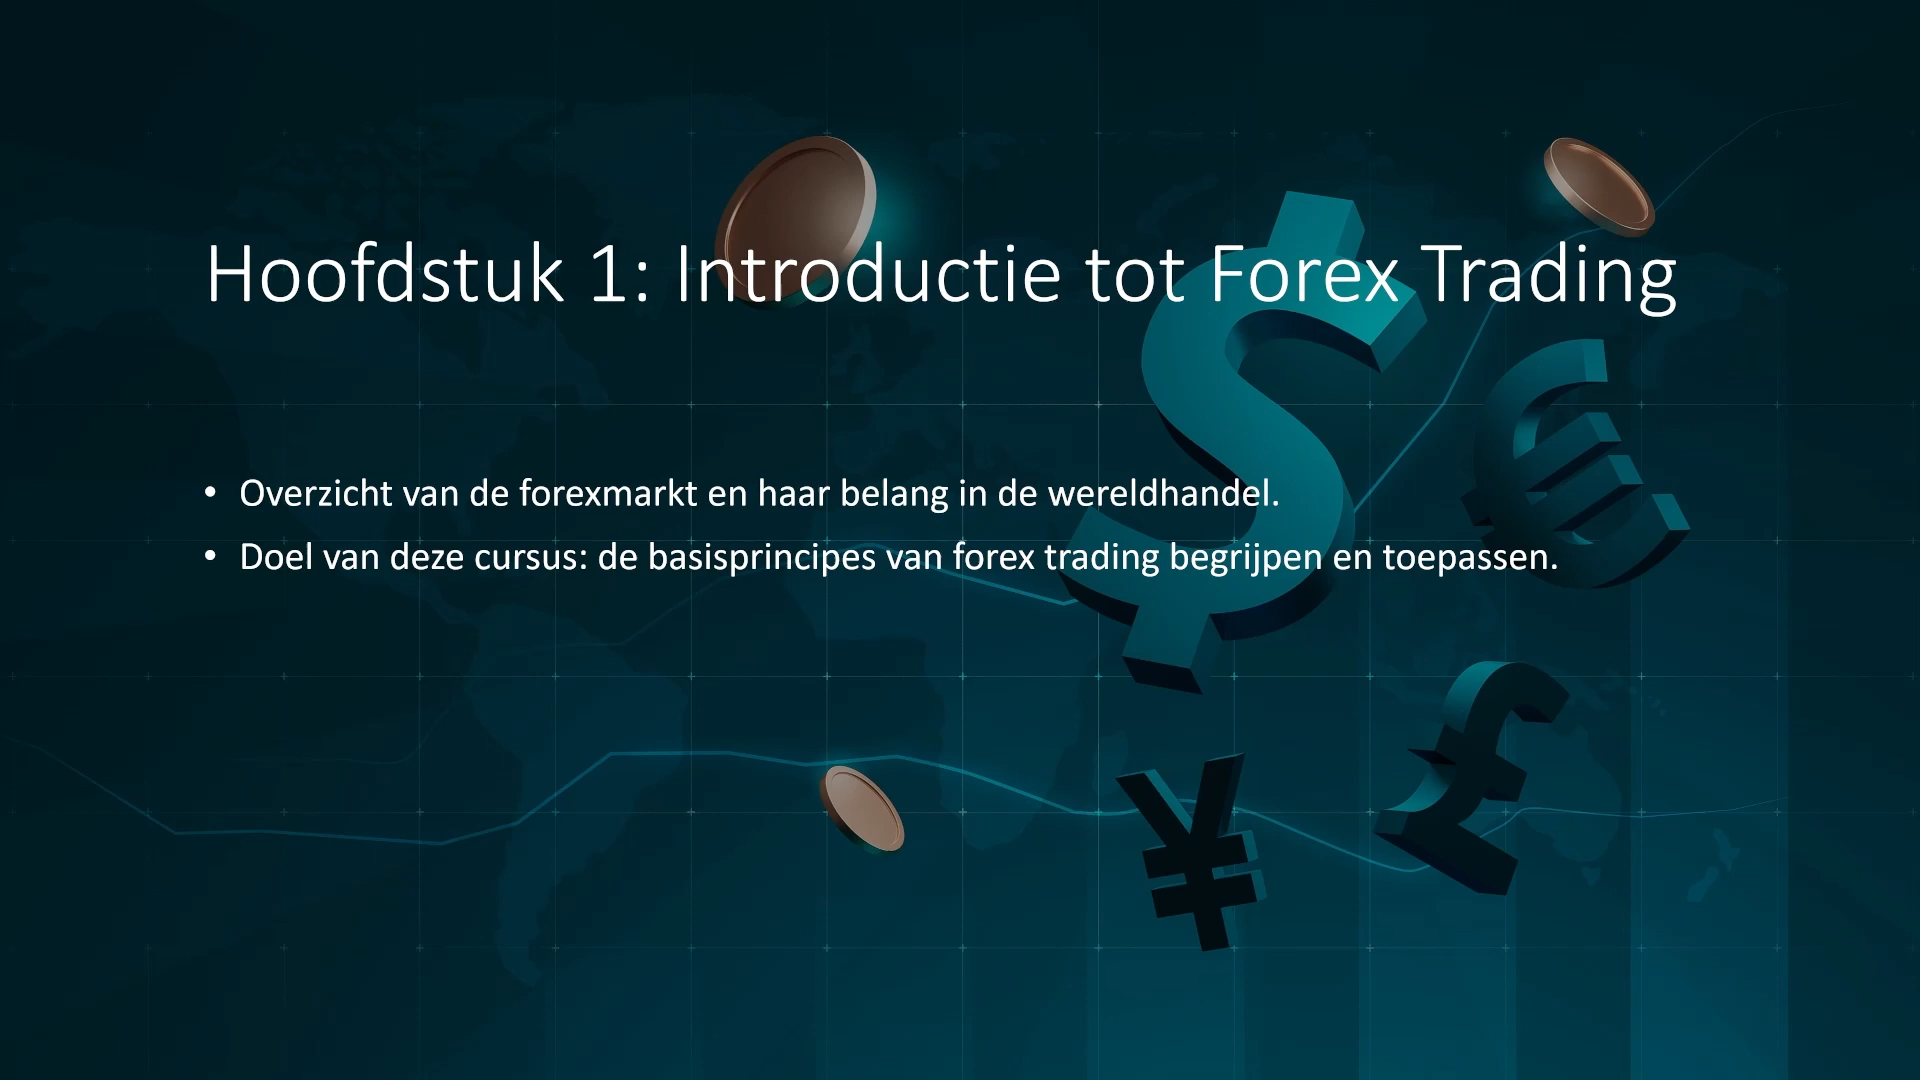 Hoofdstuk 1: Introductie tot Forex Trading
• Overzicht van de forexmarkt en haar belang in de wereldhandel.
• Doel van deze cursus: de basisprincipes van forex trading begrijpen en toepassen.